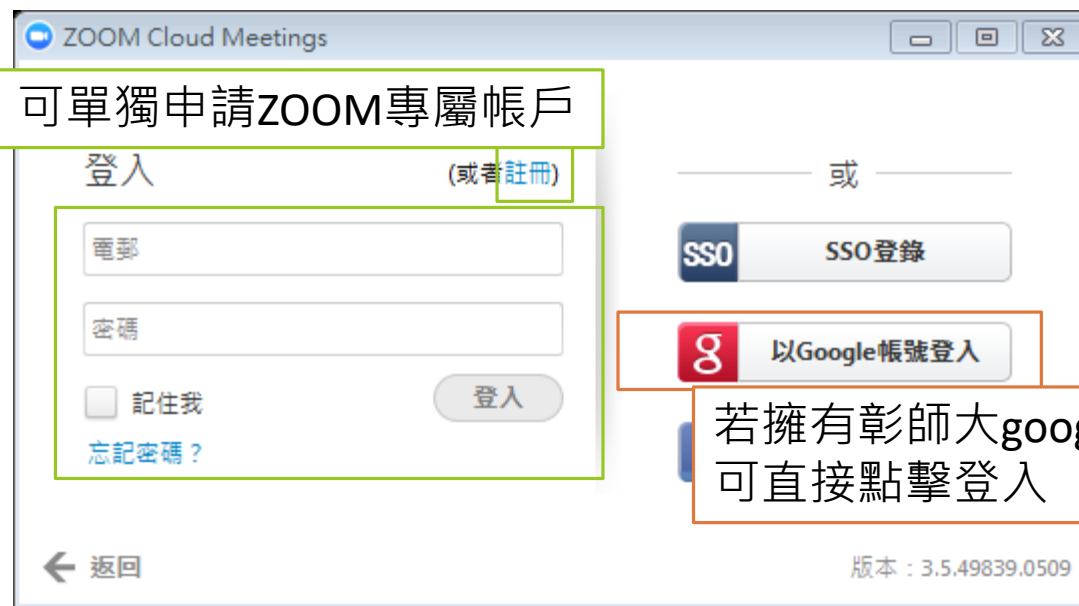 ZOOM Cloud Meetings
可單獨申請ZOOM專屬帳戶
登入 (或者註冊)
電郵
密碼
記住我 登入
忘記密碼？
或
SSO SSO登錄
g 以Google帳號登入
若擁有彰師大goog
可直接點擊登入
返回
版本：3.5.49839.0509